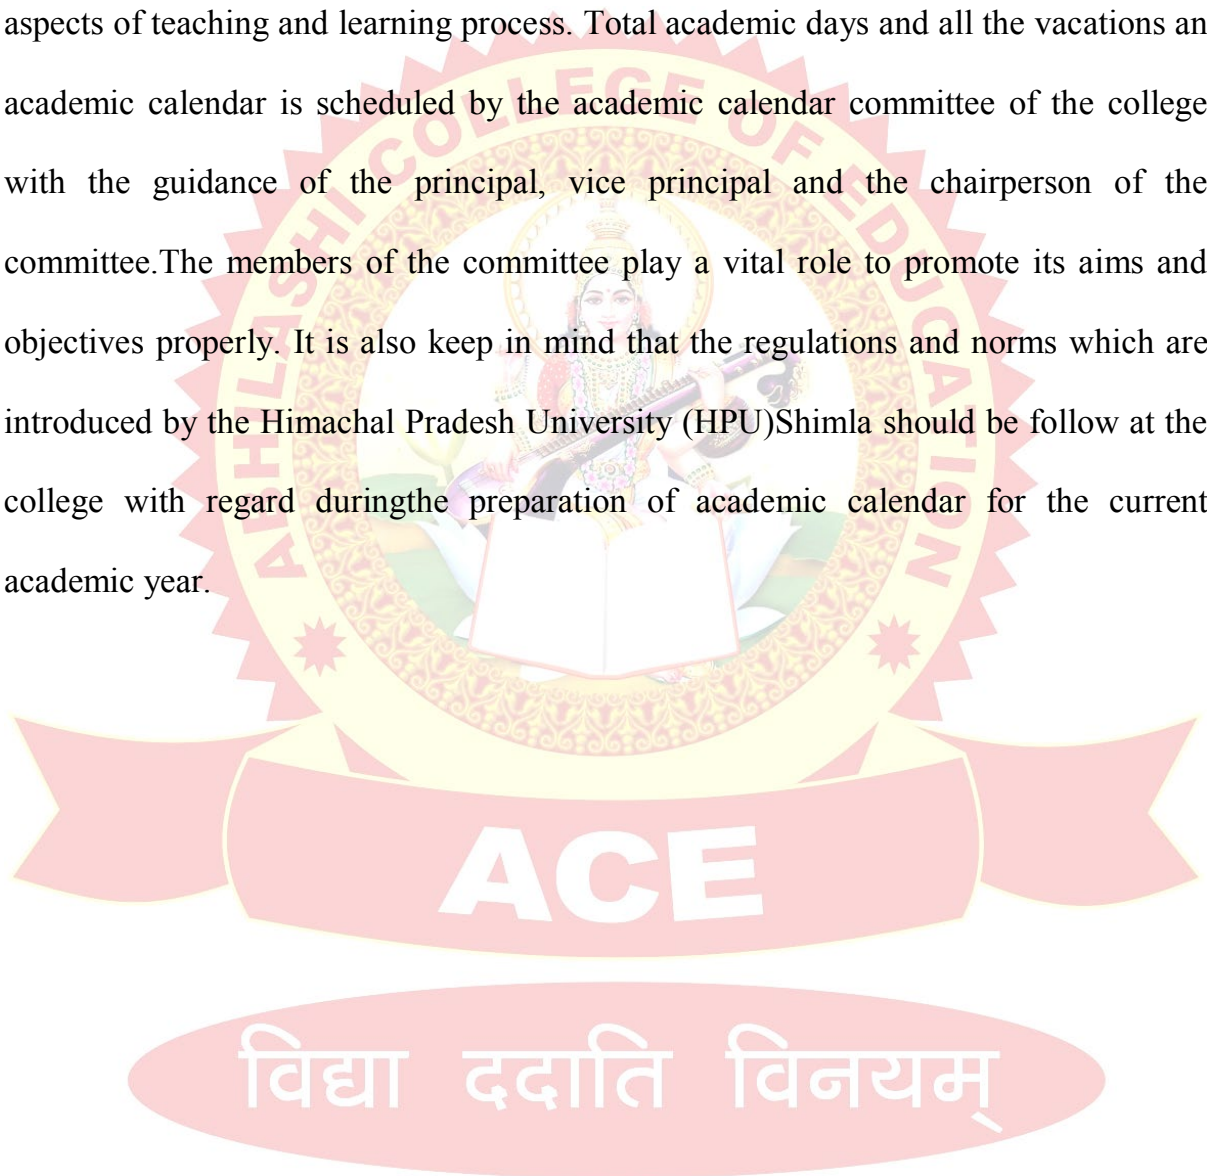 aspects of teaching and learning process. Total academic days and all the vacations an
academic calendar is scheduled by the academic calendar committee of the college
with the guidance of the principal, vice principal and the chairperson of the
committee.The members of the committee play a vital role to promote its aims and
objectives properly. It is also keep in mind that the regulations and norms which are
introduced by the Himachal Pradesh University (HPU)Shimla should be follow at the
college with regard duringthe preparation of academic calendar for the current
academic year.
ABHILASHI COLLEGE OF EDUCATION
ACE
विद्या ददाति विनयम्